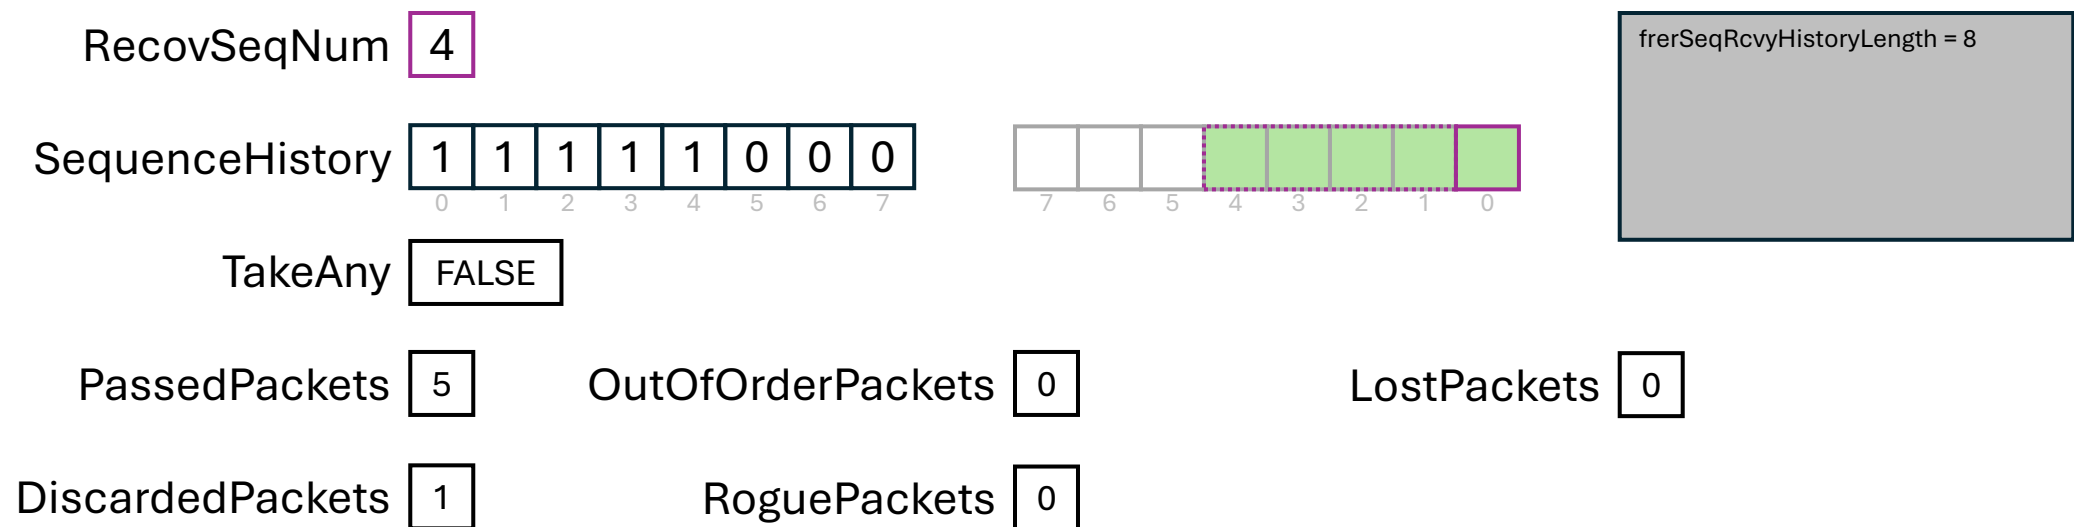 RecovSeqNum 4
frerSeqRcvyHistoryLength = 8
SequenceHistory 1 1 1 1 1 0 0 0
0 1 2 3 4 5 6 7
7 6 5 4 3 2 1 0
TakeAny FALSE
PassedPackets 5
OutOfOrderPackets 0
LostPackets 0
DiscardedPackets 1
RoguePackets 0